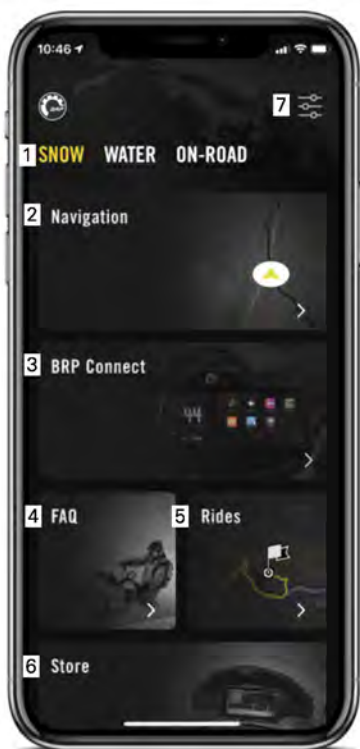 10:46
7
1 SNOW WATER ON-ROAD
2 Navigation
3 BRP Connect
44
4 FAQ
5 Rides
6 Store